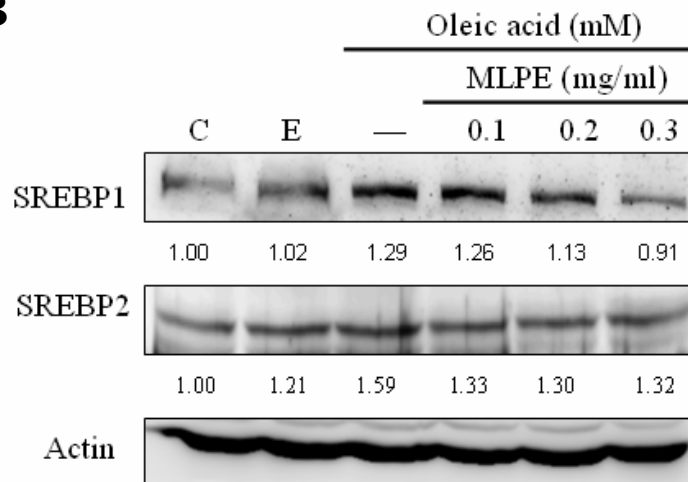 B
Oleic acid (mM)
MLPE (mg/ml)
C E — 0.1 0.2 0.3
SREBP1
1.00 1.02 1.29 1.26 1.13 0.91
SREBP2
1.00 1.21 1.59 1.33 1.30 1.32
Actin